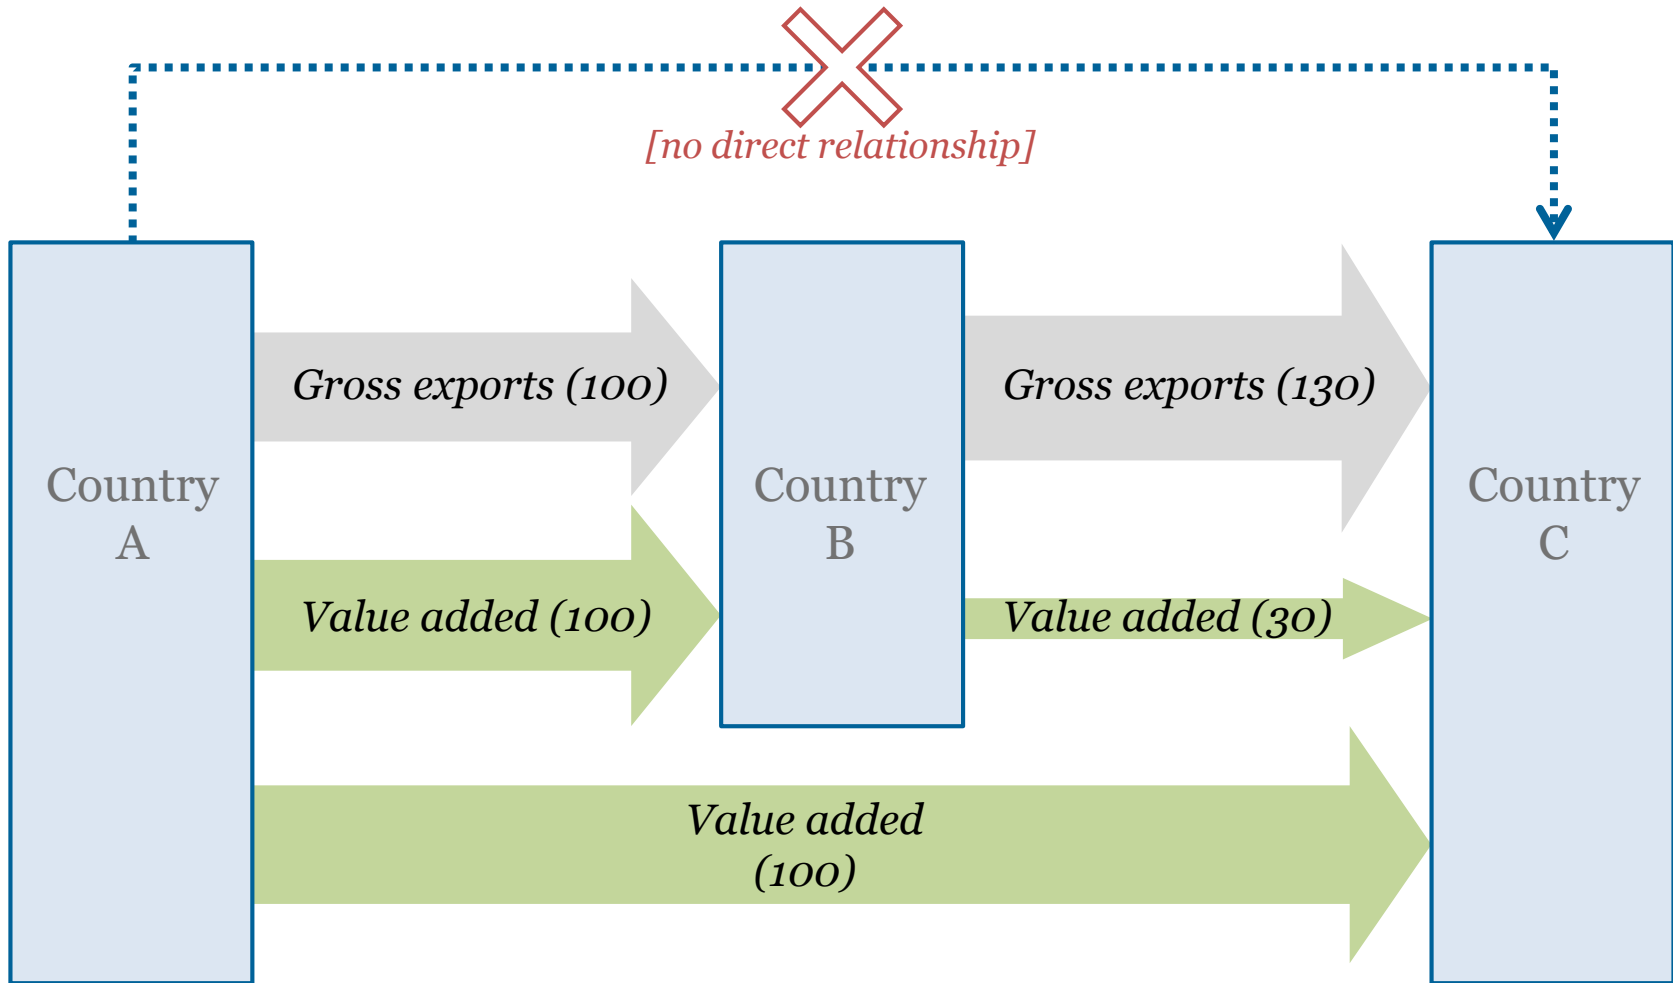 [no direct relationship]
Gross exports (100)
Gross exports (130)
Country
A
Country
B
Country
C
Value added (100)
Value added (30)
Value added
(100)